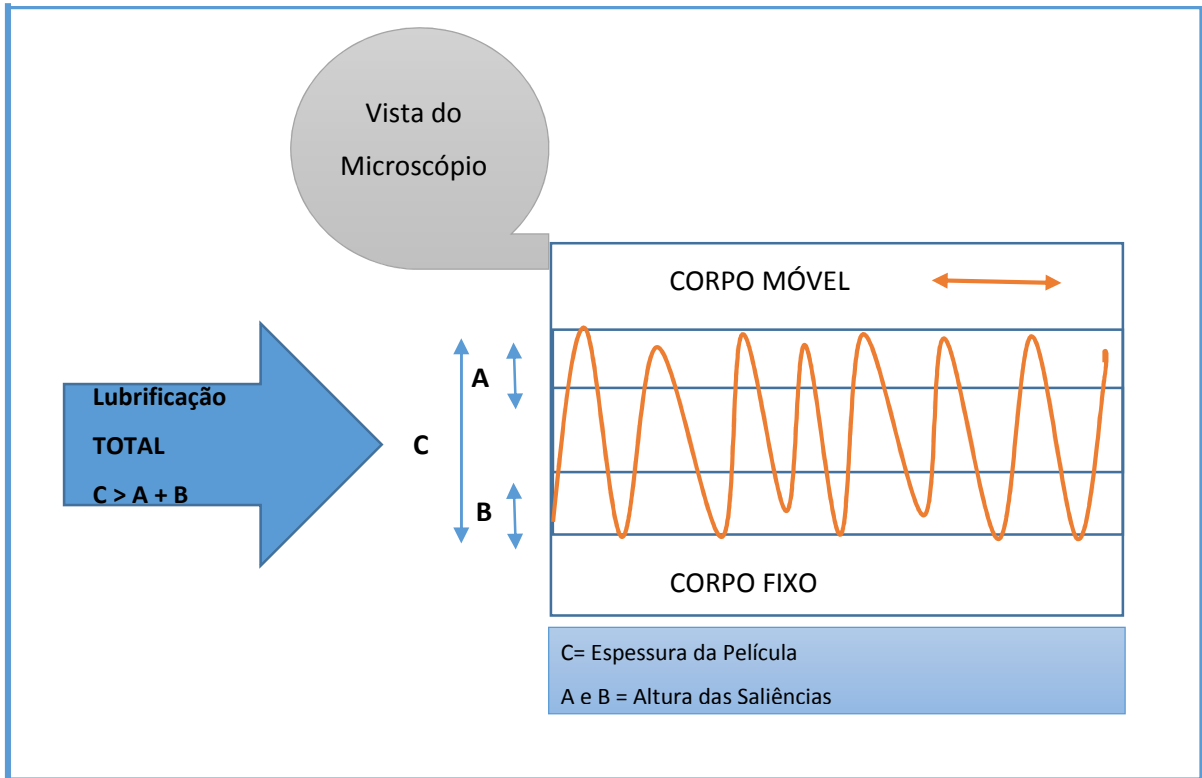 Vista do
Microscópio
CORPO MÓVEL
A
Lubrificação
TOTAL
C > A + B
C
B
CORPO FIXO
C= Espessura da Película
A e B = Altura das Saliências